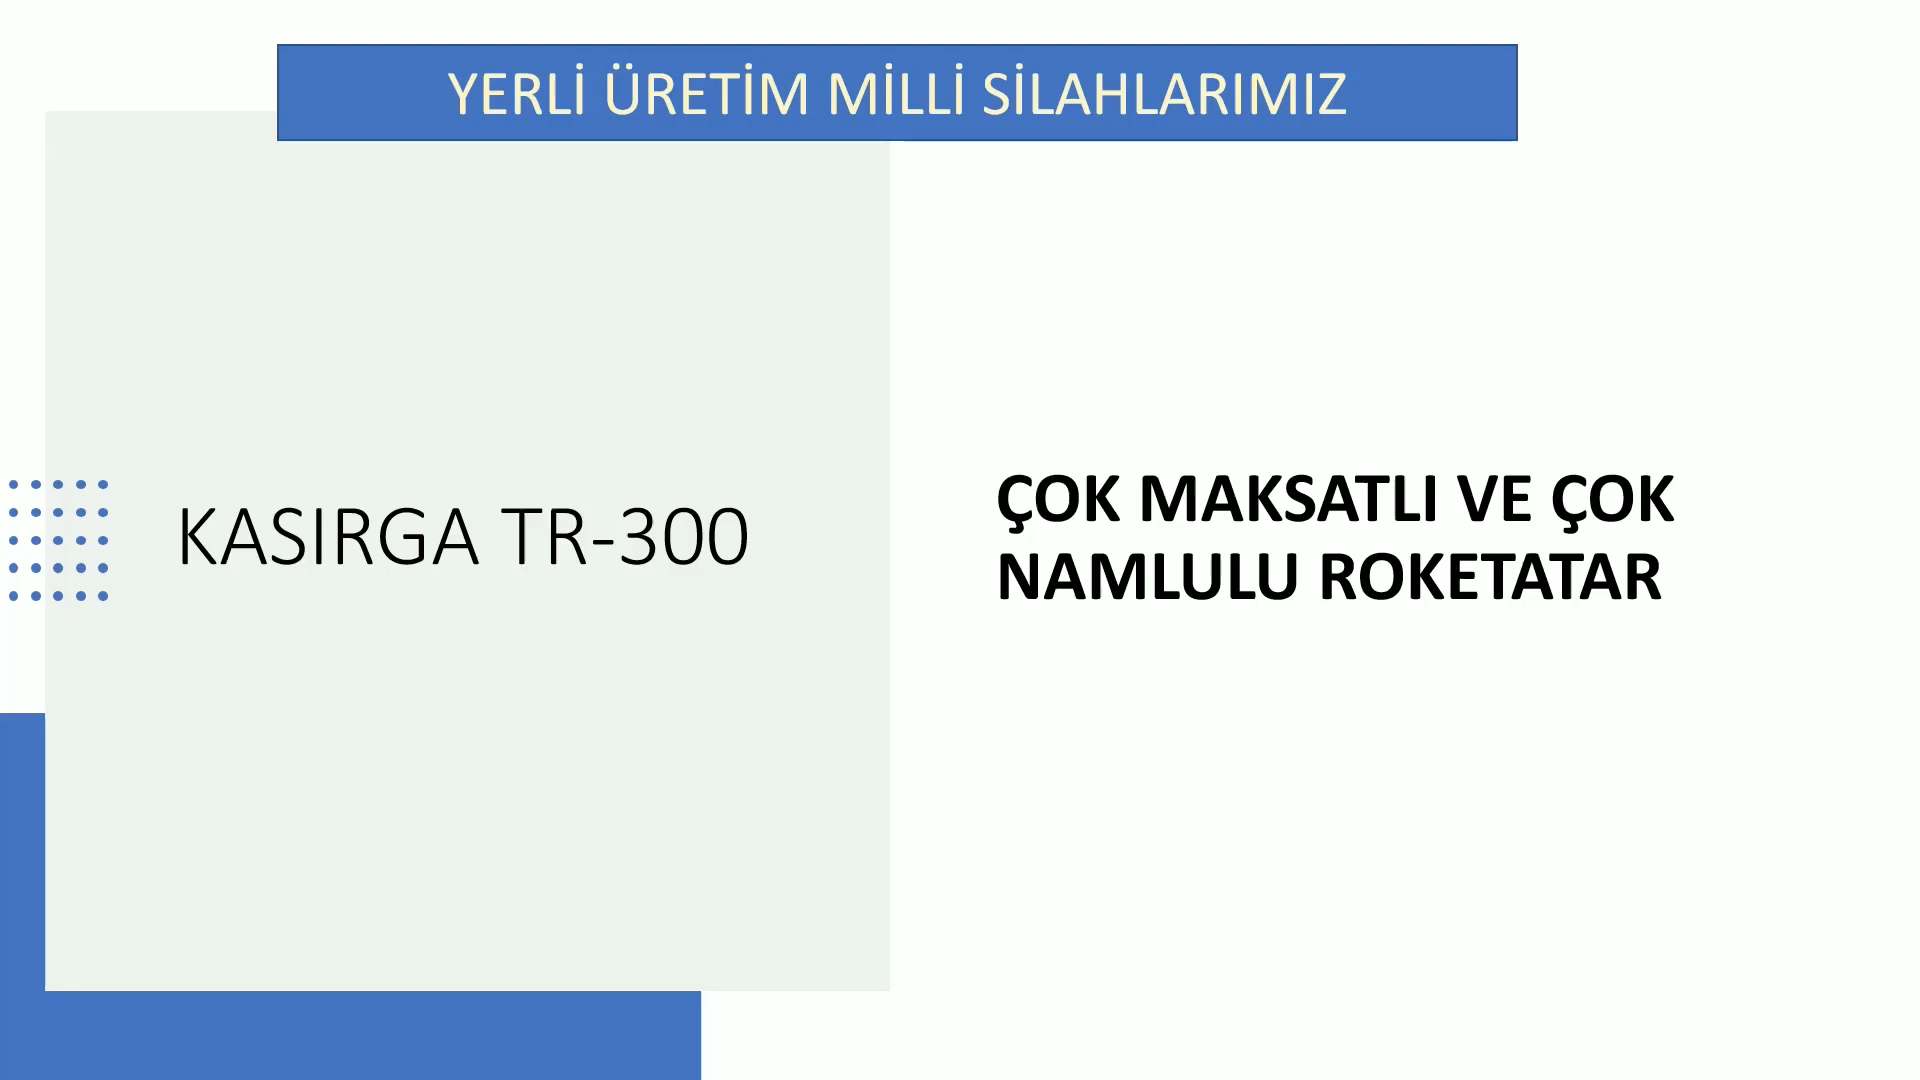 YERLİ ÜRETİM MİLLİ SİLAHLARIMIZ
KASIRGA TR-300
ÇOK MAKSATLI VE ÇOK
NAMLULU ROKETATAR